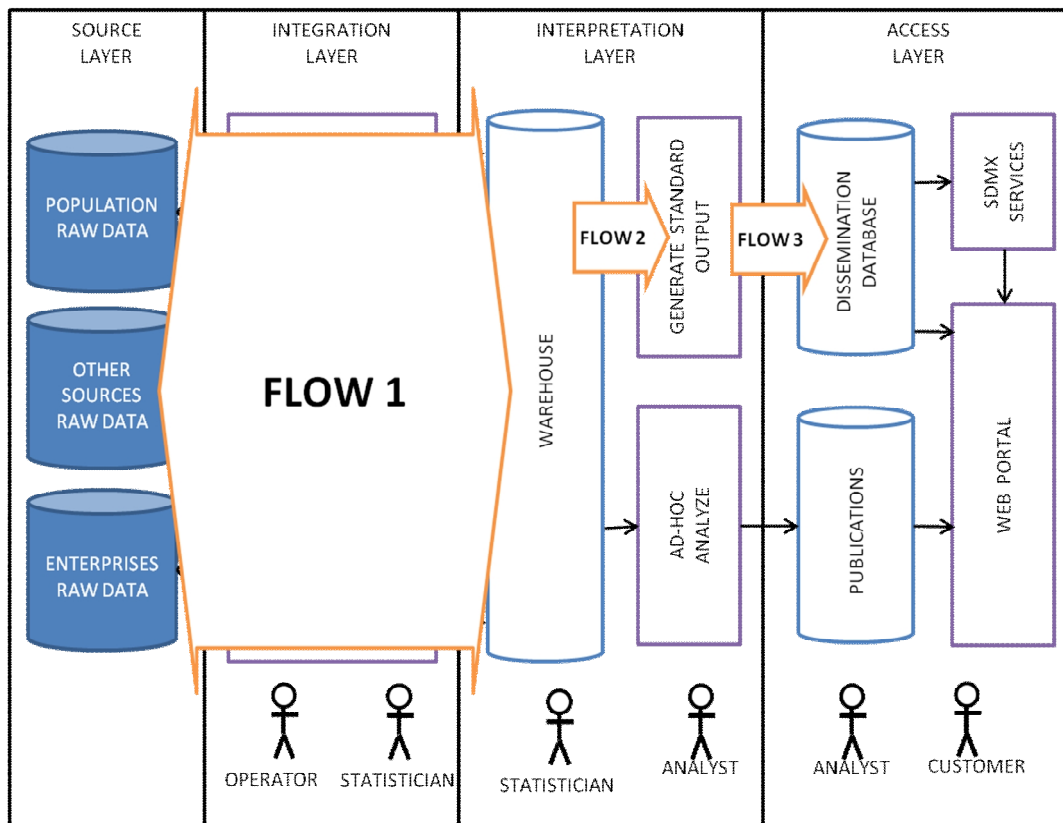 SOURCE
LAYER
INTEGRATION
LAYER
INTERPRETATION
LAYER
ACCESS
LAYER
POPULATION
RAW DATA
OTHER
SOURCES
RAW DATA
ENTERPRISES
RAW DATA
FLOW 1
WAREHOUSE
FLOW 2
GENERATE STANDARD
OUTPUT
FLOW 3
DISSEMINATION
DATABASE
SDMX
SERVICES
AD-HOC
ANALYZE
PUBLICATIONS
WEB PORTAL
OPERATOR
STATISTICIAN
STATISTICIAN
ANALYST
ANALYST
CUSTOMER